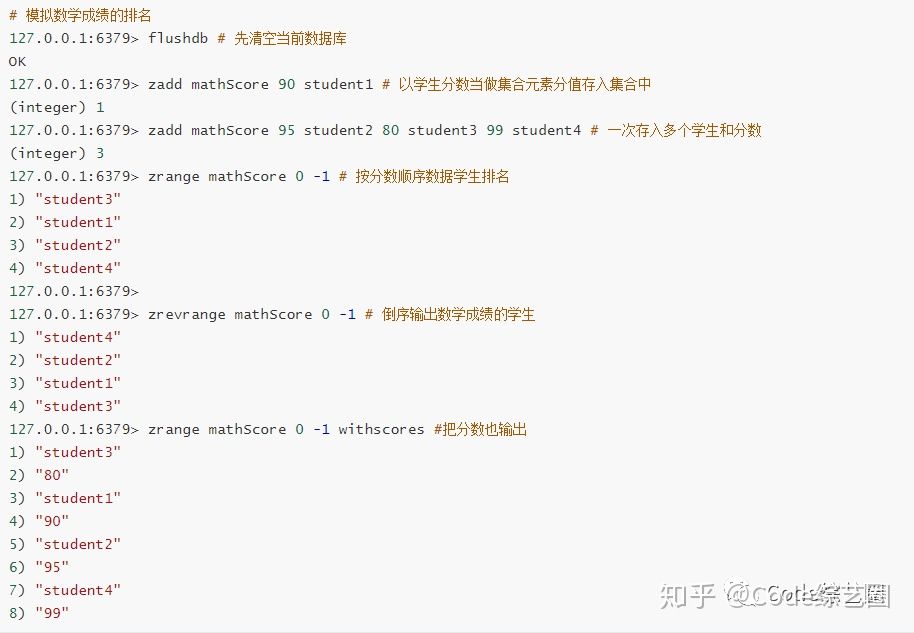 # 模拟数学成绩的排名
127.0.0.1:6379> flushdb # 先清空当前数据库
OK
127.0.0.1:6379> zadd mathScore 90 student1 # 以学生分数当做集合元素分值存入集合中
(integer) 1
127.0.0.1:6379> zadd mathScore 95 student2 80 student3 99 student4 # 一次存入多个学生和分数
(integer) 3
127.0.0.1:6379> zrange mathScore 0 -1 # 按分数顺序数据学生排名
1) "student3"
2) "student1"
3) "student2"
4) "student4"
127.0.0.1:6379>
127.0.0.1:6379> zrevrange mathScore 0 -1 # 倒序输出数学成绩的学生
1) "student4"
2) "student2"
3) "student1"
4) "student3"
127.0.0.1:6379> zrange mathScore 0 -1 withscores #把分数也输出
1) "student3"
2) "80"
3) "student1"
4) "90"
5) "student2"
6) "95"
7) "student4"
8) "99"
知乎 @Code综艺圈